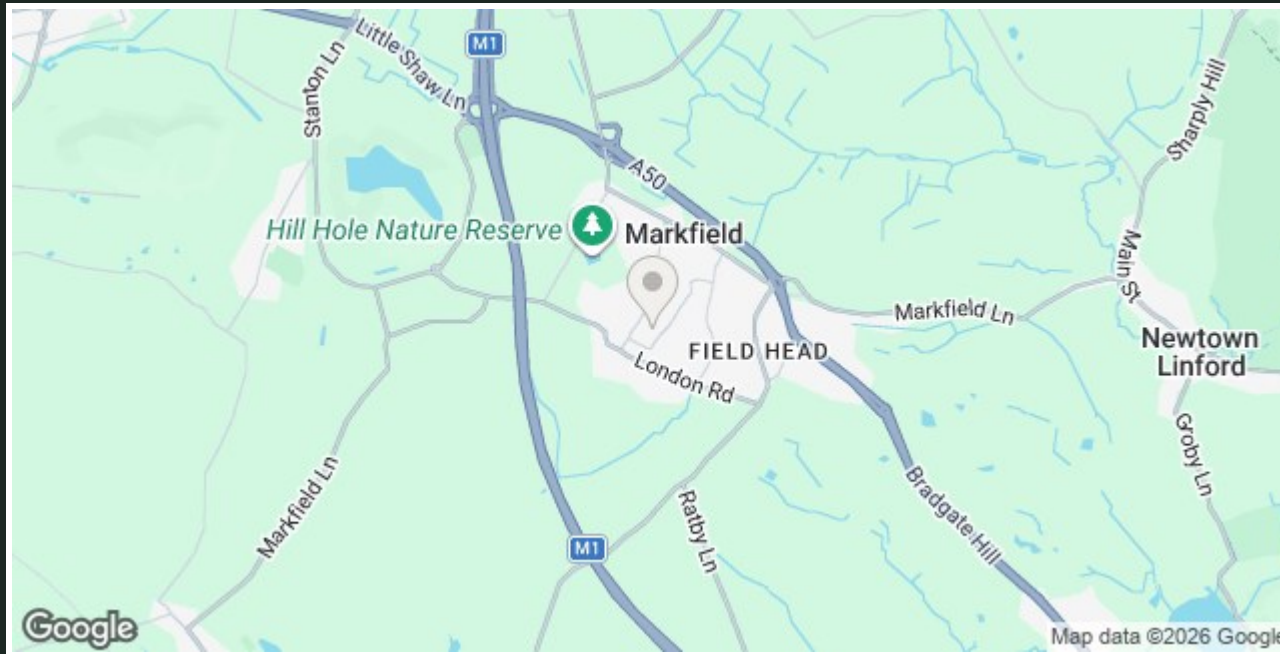 M1
Little Shaw Ln
Stanton Ln
Sharply Hill
A50
Hill Hole Nature Reserve
Markfield
Main St
Markfield Ln
FIELD HEAD
Newtown
Linford
London Rd
Groby Ln
Markfield Ln
Bradgate Hill
Ratby Ln
M1
Google
Map data ©2026 Google